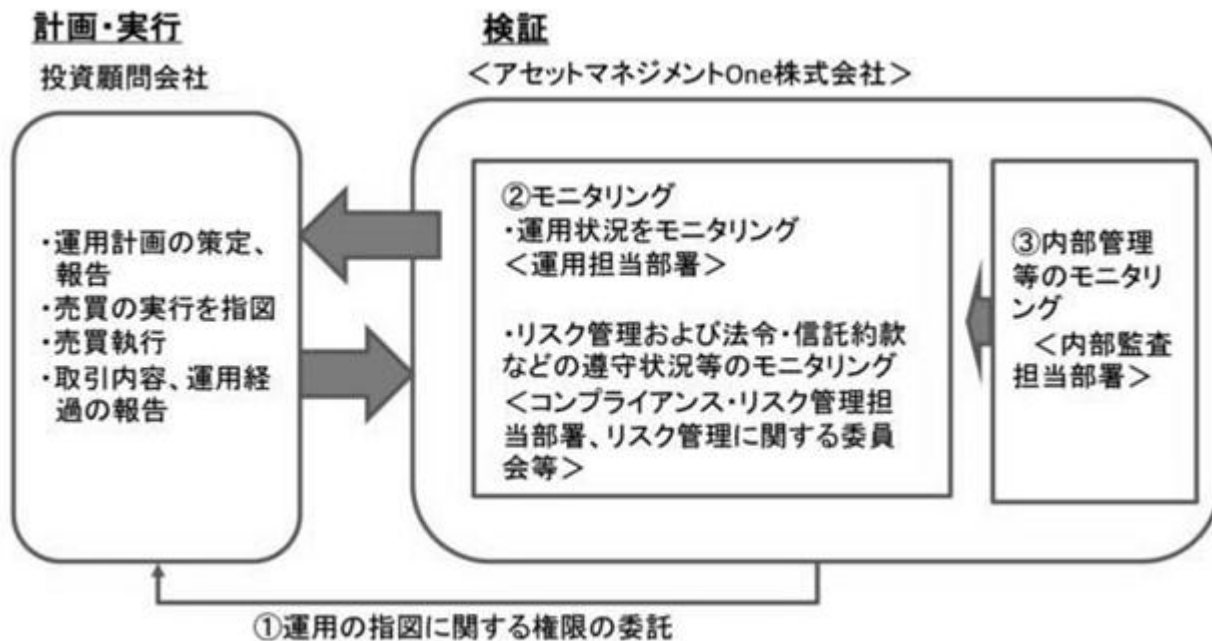 計画・実行
投資顧問会社
・運用計画の策定、
報告
・売買の実行を指図
・売買執行
・取引内容、運用経
過の報告
検証
＜アセットマネジメントOne株式会社＞
②モニタリング
・運用状況をモニタリング
＜運用担当部署＞
・リスク管理および法令・信託約款
などの遵守状況等のモニタリング
＜コンプライアンス・リスク管理担
当部署、リスク管理に関する委員
会等＞
③内部管理
等のモニタリ
ング
＜内部監査
担当部署＞
①運用の指図に関する権限の委託